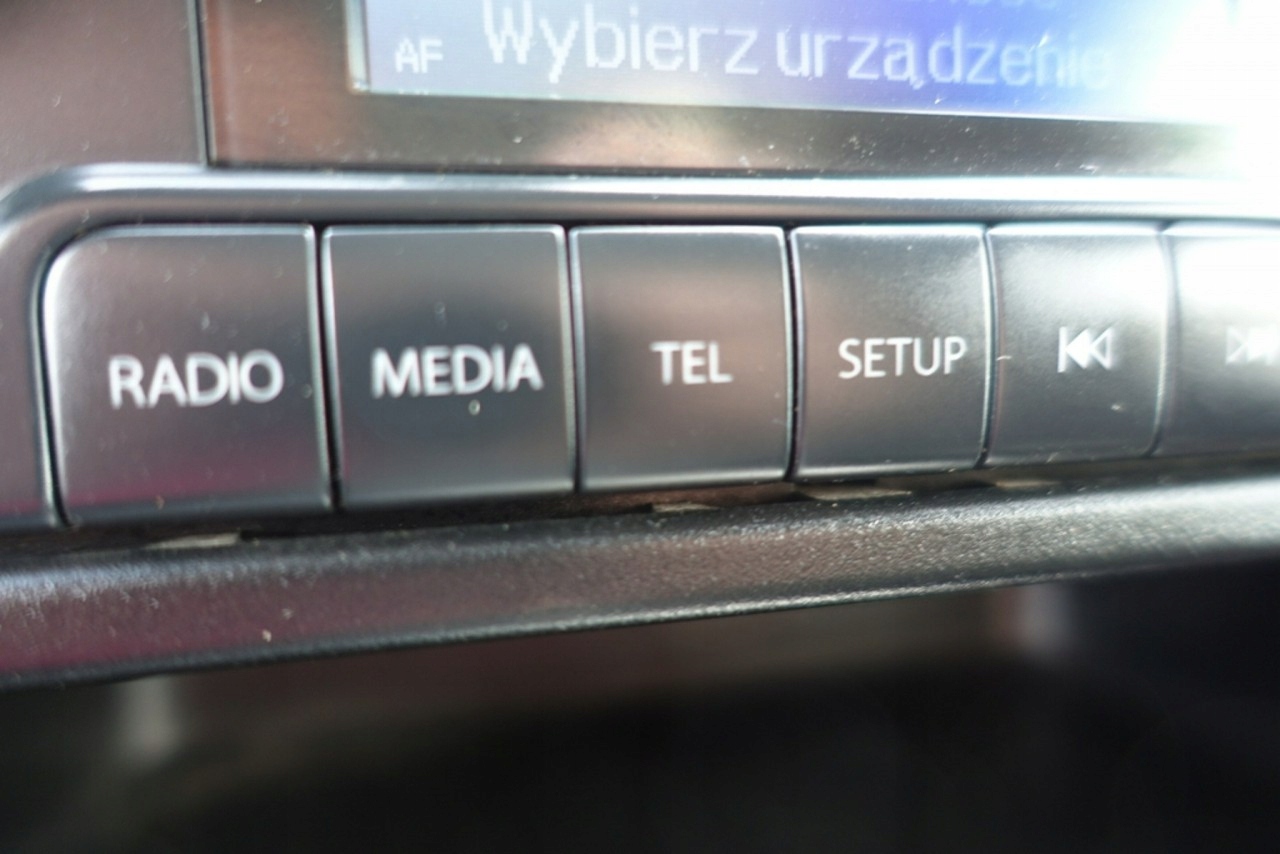 AF Wybierz urządzenie
RADIO MEDIA TEL SETUP